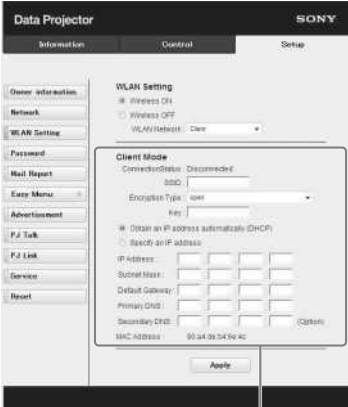 Data Projector
SONY
Information
Control
Setup
Owner information
Network
WLAN Setting
Password
Mail Report
Easy Menu
Advertisement
PJ Talk
PJ Link
Service
Reset
WLAN Setting
Wireless ON
Wireless OFF
WLAN Network : Client
Client Mode
ConnectionStatus : Disconnected
SSID :
Encryption Type : open
Key :
Obtain an IP address automatically (DHCP)
Specify an IP address
IP Address :
Subnet Mask :
Default Gateway :
Primary DNS :
Secondary DNS : (Option)
MAC Address :
Apply